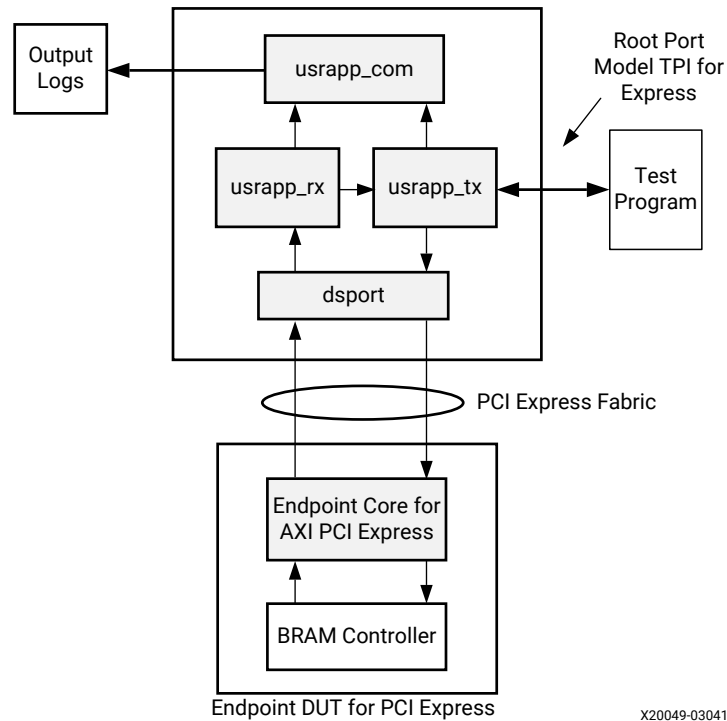 Output
Logs
usrapp_com
Root Port
Model TPI for
Express
usrapp_rx
usrapp_tx
Test
Program
dsport
PCI Express Fabric
Endpoint Core for
AXI PCI Express
BRAM Controller
Endpoint DUT for PCI Express
X20049-03041